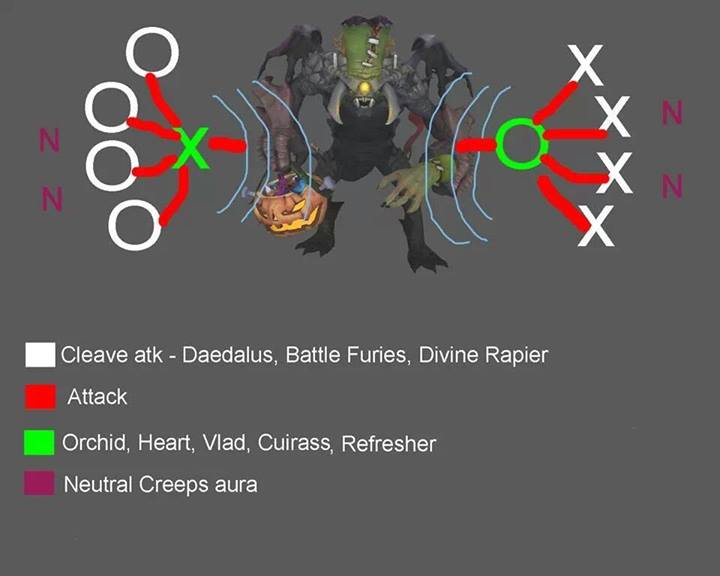 O
O
O
O
X
N
N
O
X
X
X
X
N
N
Cleave atk - Daedalus, Battle Furies, Divine Rapier
Attack
Orchid, Heart, Vlad, Cuirass, Refresher
Neutral Creeps aura